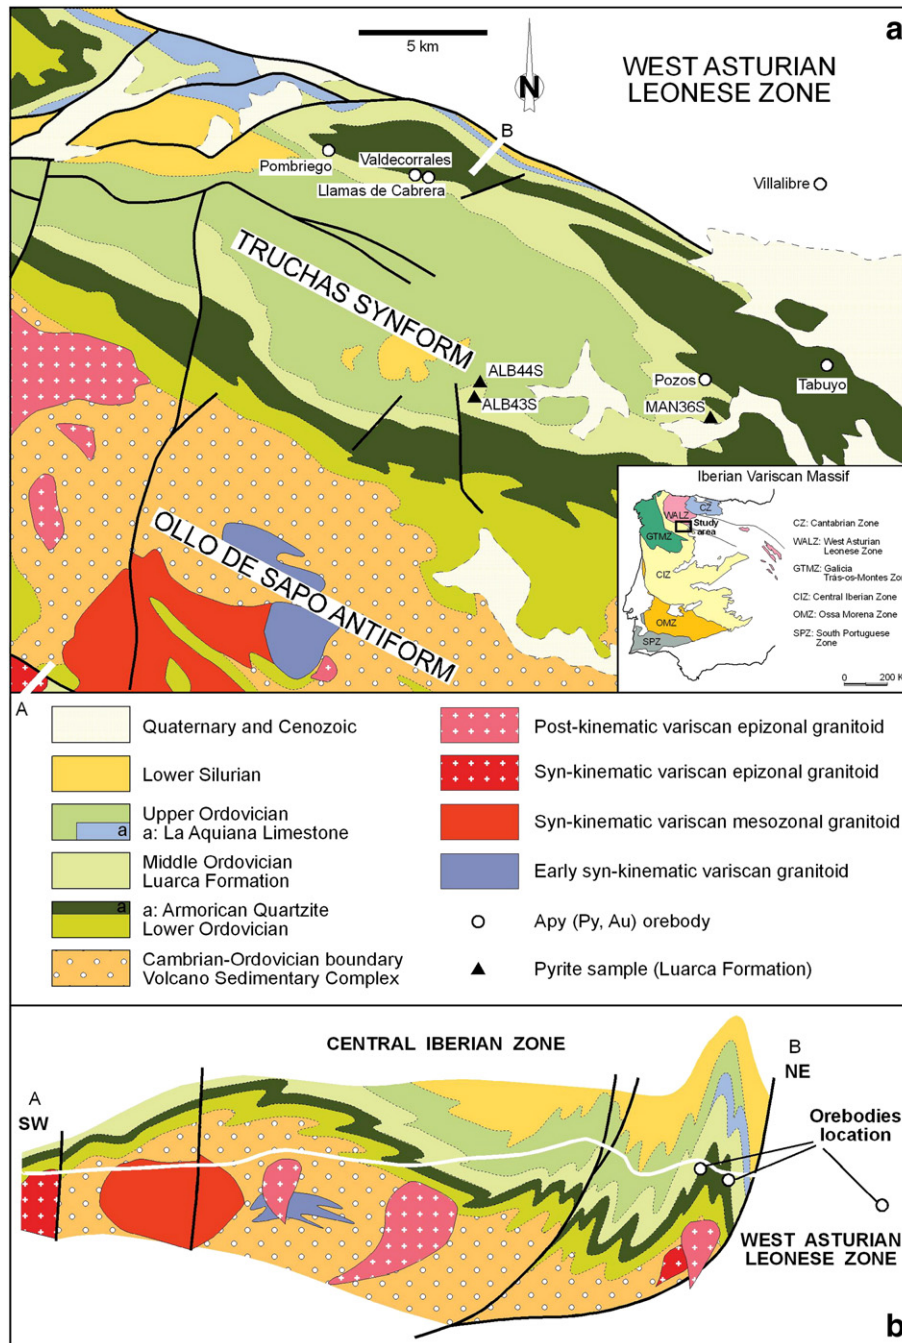 a
5 km
N
WEST ASTURIAN
LEONESE ZONE
B
Pombriego
Valdecorrales
Llamas de Cabrera
Villalibre
TRUCHAS SYNFORM
ALB44S
ALB43S
Pozos
MAN36S
Tabuyo
OLLO DE SAPO ANTIFORM
Iberian Variscan Massif
WALZ
CZ
Study
area
GTMZ
CIZ
OMZ
SPZ
CZ: Cantabrian Zone
WALZ: West Asturian
Leonese Zone
GTMZ: Galicia
Trás-os-Montes Zon
CIZ: Central Iberian Zone
OMZ: Ossa Morena Zone
SPZ: South Portuguese
Zone
0 200 K
A
Quaternary and Cenozoic
Lower Silurian
Upper Ordovician
a
a: La Aquiana Limestone
Middle Ordovician
Luarca Formation
a
a: Armorican Quartzite
Lower Ordovician
Cambrian-Ordovician boundary
Volcano Sedimentary Complex
Post-kinematic variscan epizonal granitoid
Syn-kinematic variscan epizonal granitoid
Syn-kinematic variscan mesozonal granitoid
Early syn-kinematic variscan granitoid
Apy (Py, Au) orebody
Pyrite sample (Luarca Formation)
CENTRAL IBERIAN ZONE
A
SW
B
NE
Orebodies
location
WEST ASTURIAN
LEONESE ZONE
b